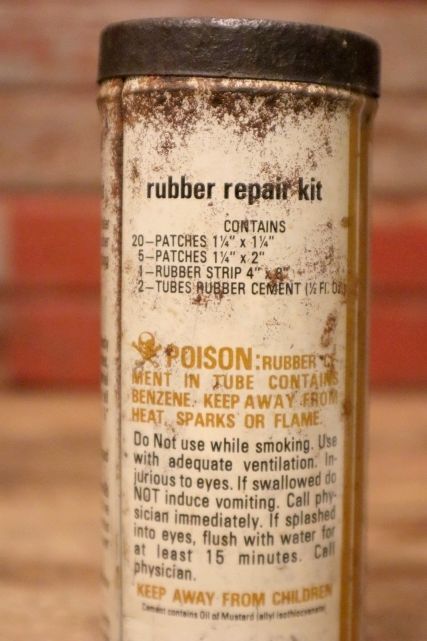 rubber repair kit
CONTAINS
20-PATCHES 1¼" x 1¼"
5-PATCHES 1¼" x 2"
1-RUBBER STRIP 4" x 8"
2-TUBES RUBBER CEMENT (½ Fl. Oz.
POISON: RUBBER CE-
MENT IN TUBE CONTAINS
BENZENE. KEEP AWAY FROM
HEAT, SPARKS OR FLAME.
Do Not use while smoking. Use
with adequate ventilation. In-
jurious to eyes. If swallowed do
NOT induce vomiting. Call phy-
sician immediately. If splashed
into eyes, flush with water for
at least 15 minutes. Call
physician.
KEEP AWAY FROM CHILDREN
Cement contains Oil of Mustard (allyl isothiocyanate)